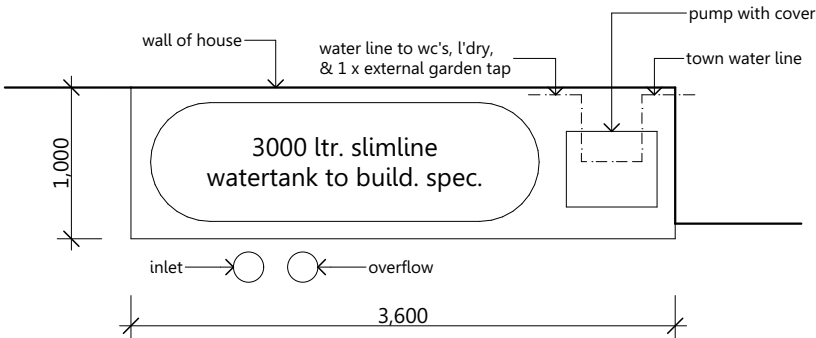 pump with cover
wall of house
water line to wc's, l'dry,
& 1 x external garden tap
town water line
1,000
3000 ltr. slimline
watertank to build. spec.
inlet
overflow
3,600